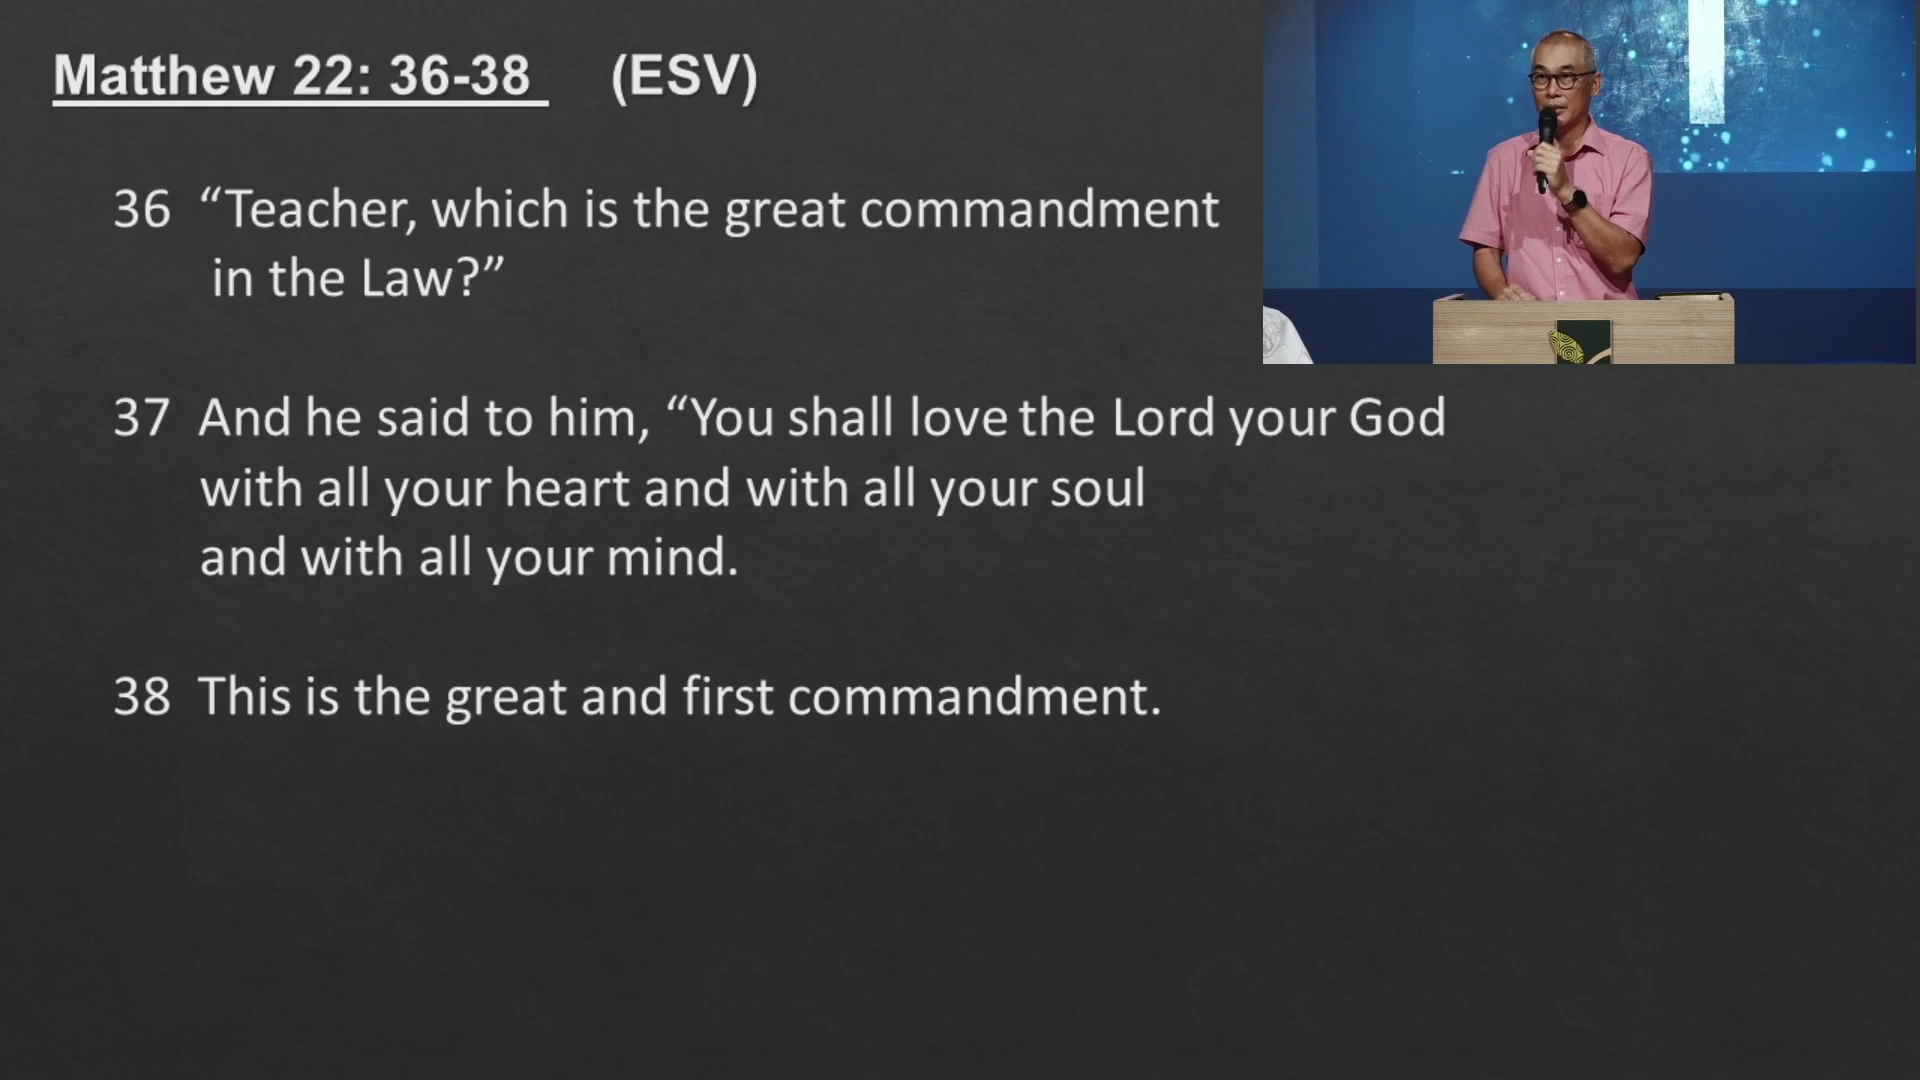 Matthew 22: 36-38 (ESV)
36 “Teacher, which is the great commandment
in the Law?”
37 And he said to him, “You shall love the Lord your God
with all your heart and with all your soul
and with all your mind.
38 This is the great and first commandment.